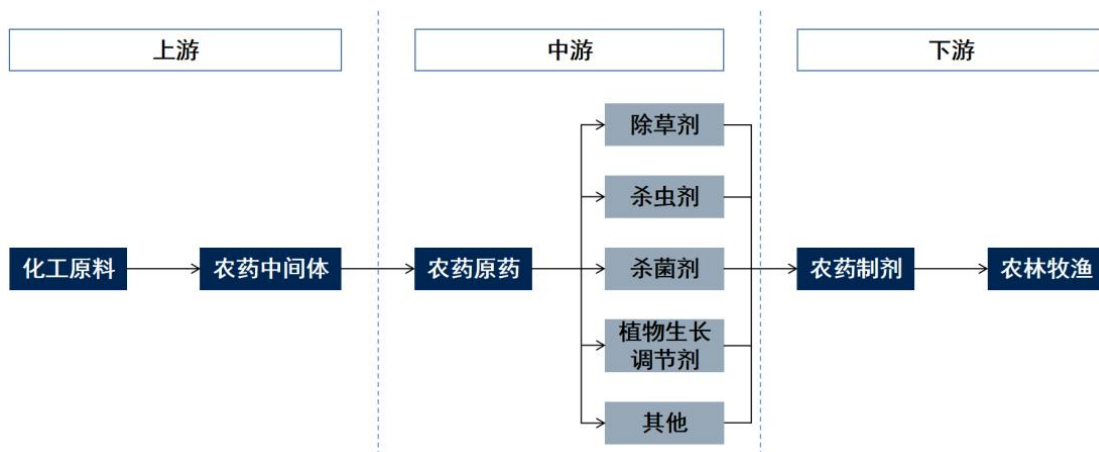 上游
中游
下游
除草剂
杀虫剂
化工原料
农药中间体
农药原药
杀菌剂
农药制剂
农林牧渔
植物生长
调节剂
其他